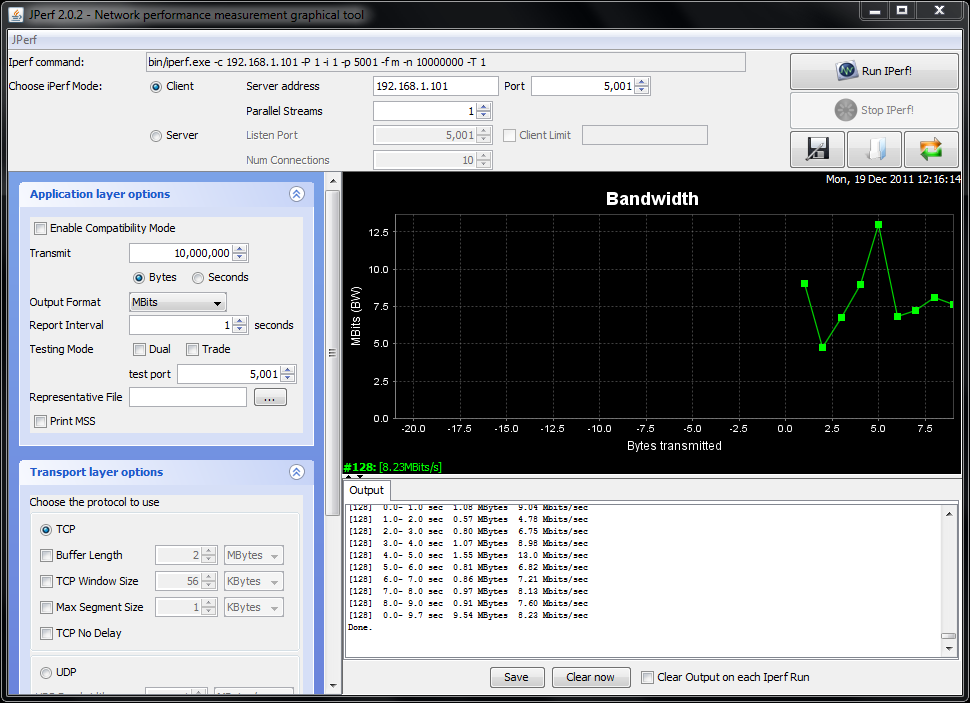 JPerf 2.0.2 - Network performance measurement graphical tool
JPerf
Iperf command: bin/iperf.exe -c 192.168.1.101 -P 1 -i 1 -p 5001 -f m -n 10000000 -T 1
Choose iPerf Mode: Client Server address 192.168.1.101 Port 5,001
Parallel Streams 1
Server Listen Port 5,001 Client Limit
Num Connections 10
Run IPerf!
Stop IPerf!
Application layer options
Enable Compatibility Mode
Transmit 10,000,000
Bytes Seconds
Output Format MBits
Report Interval 1 seconds
Testing Mode Dual Trade
test port 5,001
Representative File ...
Print MSS
Transport layer options
Choose the protocol to use
TCP
Buffer Length 2 MBytes
TCP Window Size 56 KBytes
Max Segment Size 1 KBytes
TCP No Delay
UDP
Mon, 19 Dec 2011 12:16:14
Bandwidth
MBits (BW)
12.5
10.0
7.5
5.0
2.5
0.0
-20.0 -17.5 -15.0 -12.5 -10.0 -7.5 -5.0 -2.5 0.0 2.5 5.0 7.5
Bytes transmitted
#128: [8.23MBits/s]
Output
[128] 0.0- 1.0 sec 1.08 MBytes 9.04 Mbits/sec
[128] 1.0- 2.0 sec 0.57 MBytes 4.78 Mbits/sec
[128] 2.0- 3.0 sec 0.80 MBytes 6.75 Mbits/sec
[128] 3.0- 4.0 sec 1.07 MBytes 8.98 Mbits/sec
[128] 4.0- 5.0 sec 1.55 MBytes 13.0 Mbits/sec
[128] 5.0- 6.0 sec 0.81 MBytes 6.82 Mbits/sec
[128] 6.0- 7.0 sec 0.86 MBytes 7.21 Mbits/sec
[128] 7.0- 8.0 sec 0.97 MBytes 8.13 Mbits/sec
[128] 8.0- 9.0 sec 0.91 MBytes 7.60 Mbits/sec
[128] 0.0- 9.7 sec 9.54 MBytes 8.23 Mbits/sec
Done.
Save Clear now Clear Output on each Iperf Run